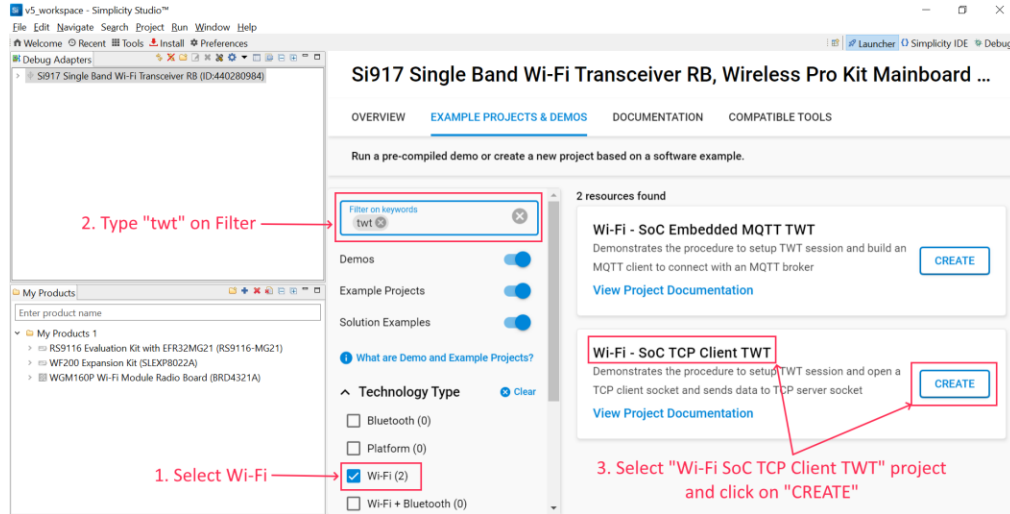 v5_workspace - Simplicity Studio™
File Edit Navigate Search Project Run Window Help
Welcome Recent Tools Install Preferences
Launcher Simplicity IDE Debug
Debug Adapters
Si917 Single Band Wi-Fi Transceiver RB (ID:440280984)
Si917 Single Band Wi-Fi Transceiver RB, Wireless Pro Kit Mainboard ...
OVERVIEW EXAMPLE PROJECTS & DEMOS DOCUMENTATION COMPATIBLE TOOLS
Run a pre-compiled demo or create a new project based on a software example.
2. Type "twt" on Filter
Filter on keywords
twt
Demos
Example Projects
Solution Examples
What are Demo and Example Projects?
Technology Type Clear
Bluetooth (0)
Platform (0)
1. Select Wi-Fi
Wi-Fi (2)
Wi-Fi + Bluetooth (0)
2 resources found
Wi-Fi - SoC Embedded MQTT TWT
Demonstrates the procedure to setup TWT session and build an
MQTT client to connect with an MQTT broker
CREATE
View Project Documentation
Wi-Fi - SoC TCP Client TWT
Demonstrates the procedure to setup TWT session and open a
TCP client socket and sends data to TCP server socket
CREATE
View Project Documentation
3. Select "Wi-Fi SoC TCP Client TWT" project
and click on "CREATE"
My Products
Enter product name
My Products 1
RS9116 Evaluation Kit with EFR32MG21 (RS9116-MG21)
WF200 Expansion Kit (SLEXP8022A)
WGM160P Wi-Fi Module Radio Board (BRD4321A)